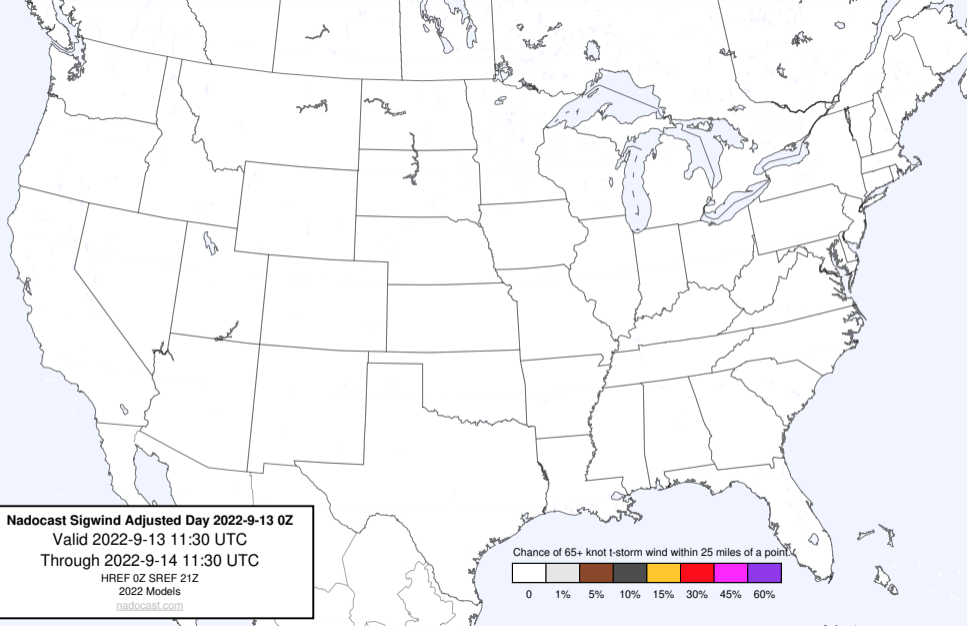 Nadocast Sigwind Adjusted Day 2022-9-13 0Z
Valid 2022-9-13 11:30 UTC
Through 2022-9-14 11:30 UTC
HREF 0Z SREF 21Z
2022 Models
nadocast.com
Chance of 65+ knot t-storm wind within 25 miles of a point.
0 1% 5% 10% 15% 30% 45% 60%